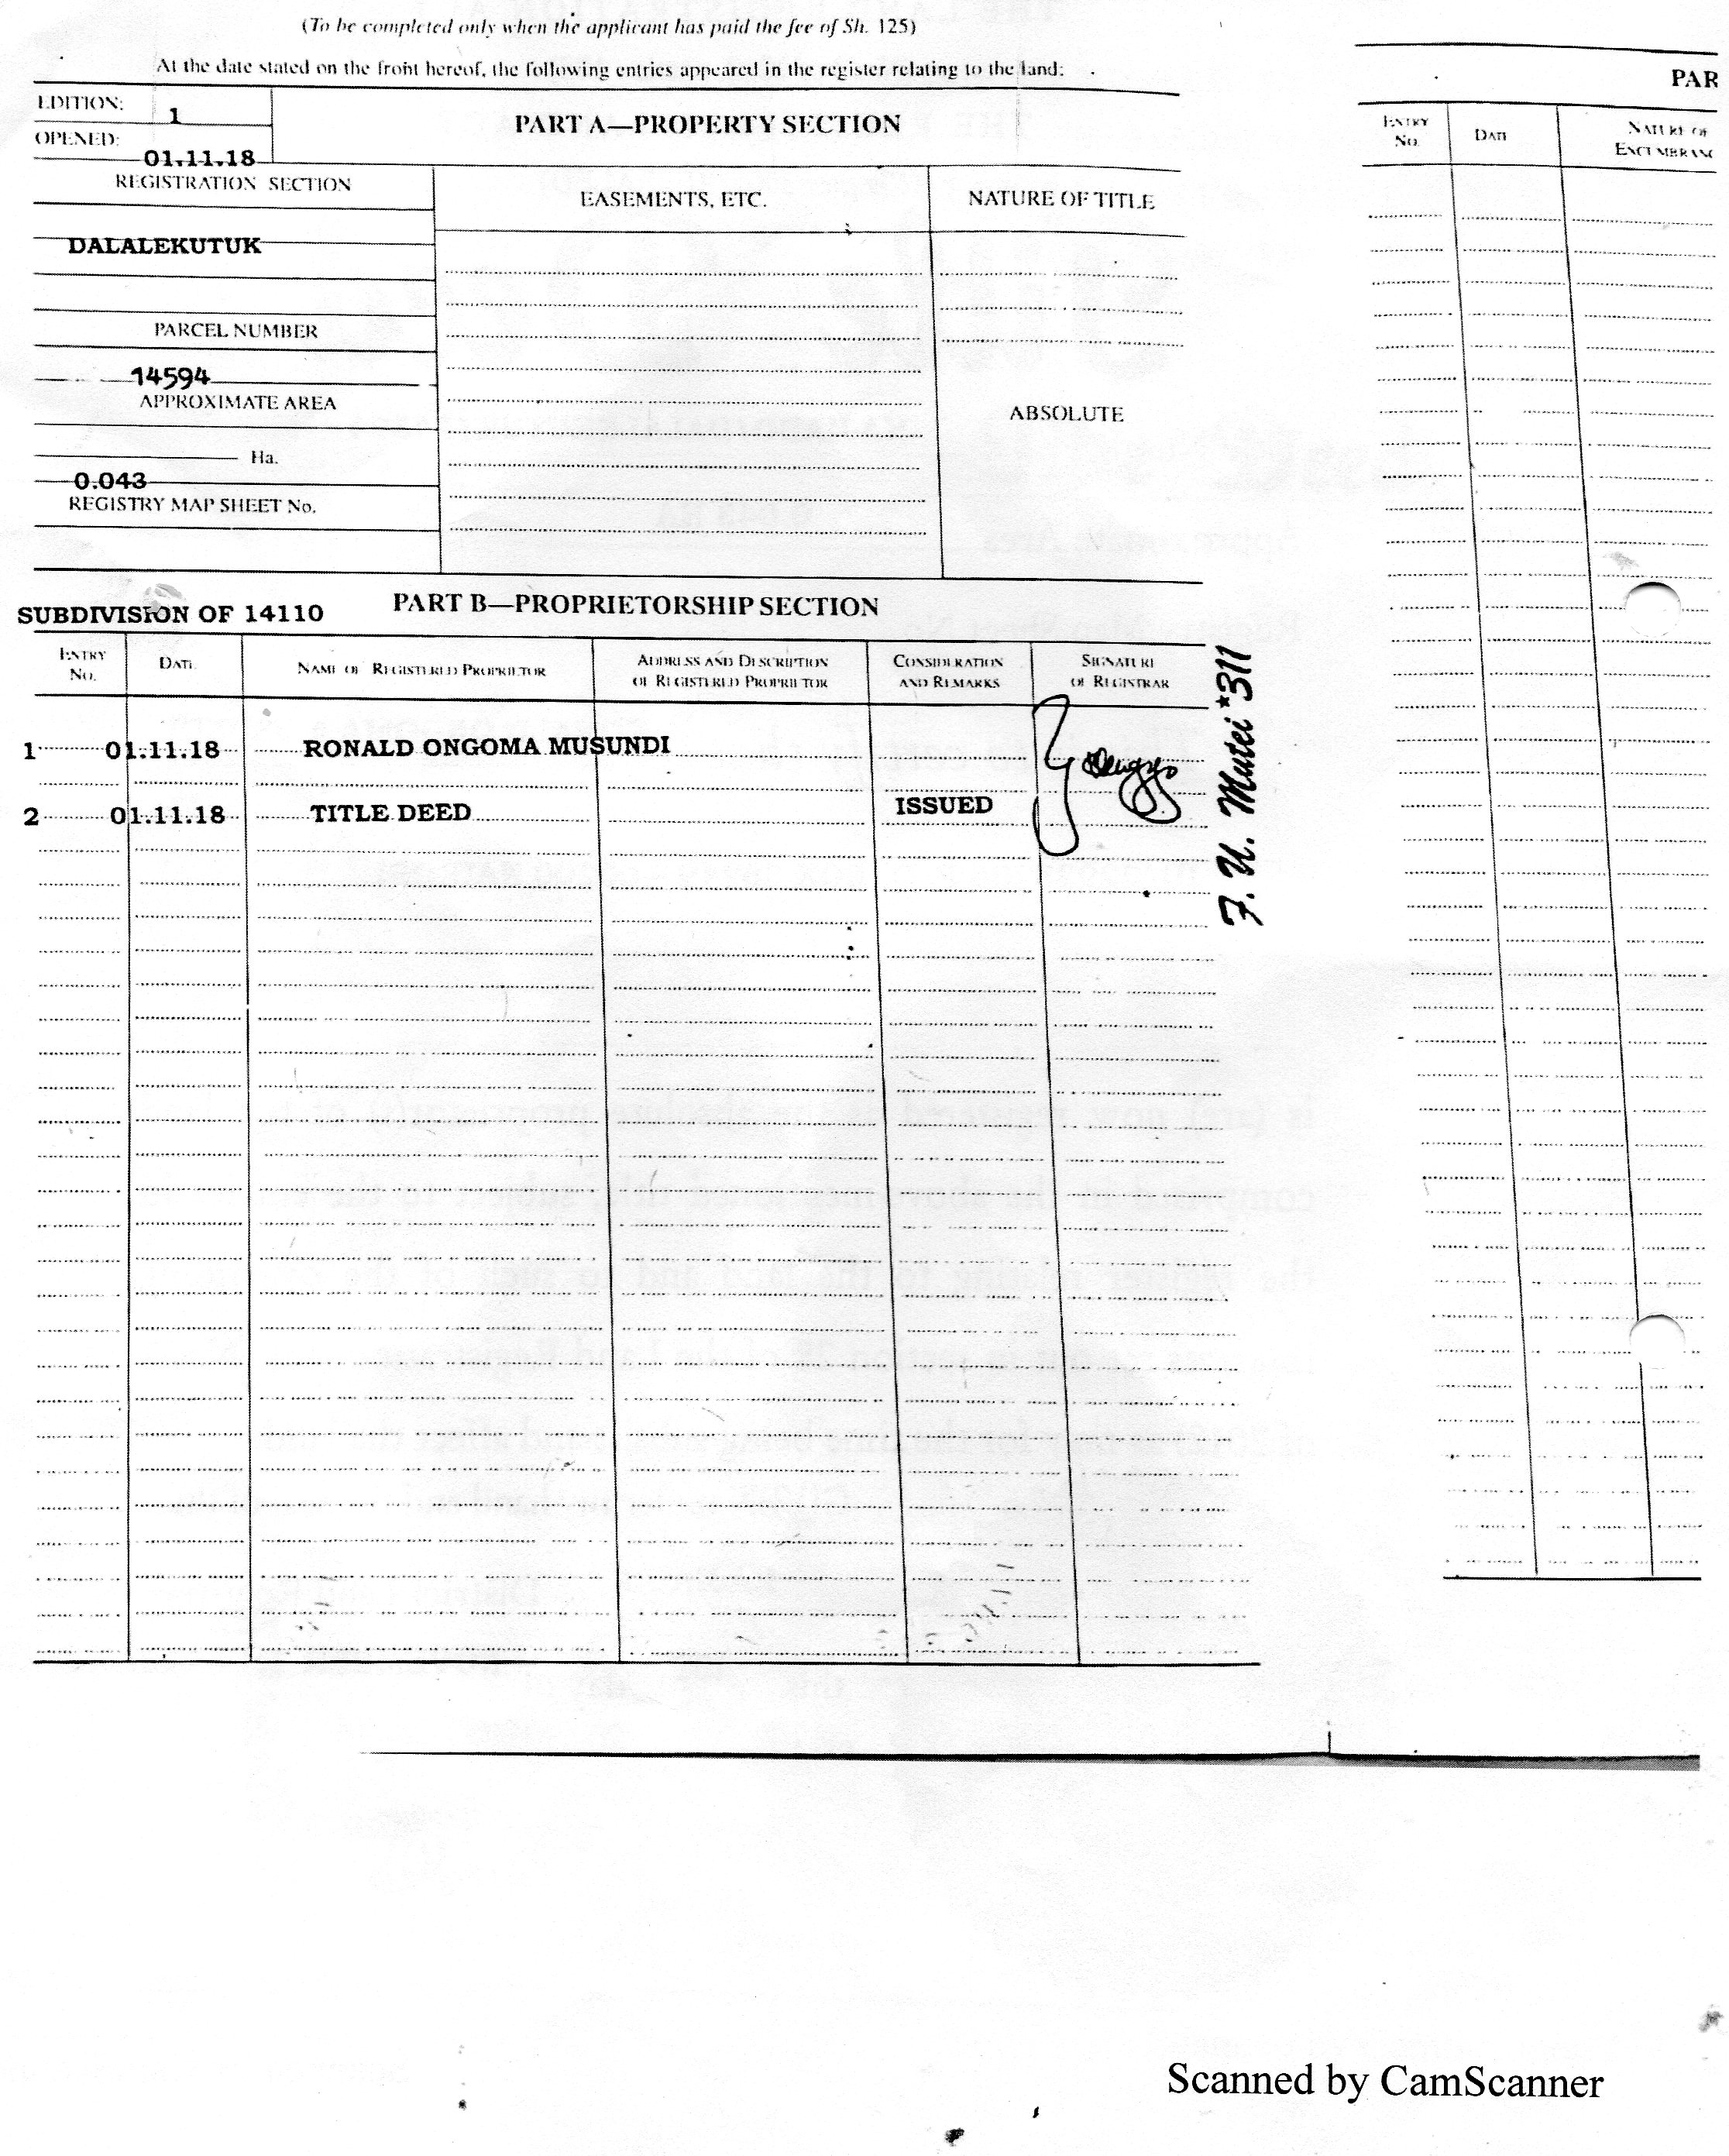 (To be completed only when the applicant has paid the fee of Sh. 125)
At the date stated on the front hereof, the following entries appeared in the register relating to the land:
EDITION: 1
OPENED: 01.11.18
PART A—PROPERTY SECTION
REGISTRATION SECTION
EASEMENTS, ETC.
NATURE OF TITLE
DALALEKUTUK
PARCEL NUMBER
14594
APPROXIMATE AREA
ABSOLUTE
Ha.
0.043
REGISTRY MAP SHEET No.
SUBDIVISION OF 14110
PART B—PROPRIETORSHIP SECTION
ENTRY No.
DATE
NAME OF REGISTERED PROPRIETOR
ADDRESS AND DESCRIPTION OF REGISTERED PROPRIETOR
CONSIDERATION AND REMARKS
SIGNATURE OF REGISTRAR
1 01.11.18 RONALD ONGOMA MUSUNDI
2 01.11.18 TITLE DEED ISSUED
F. U. Mutei *311
PAR
ENTRY No.
DATE
NATURE OF
ENCUMBRANC
Scanned by CamScanner